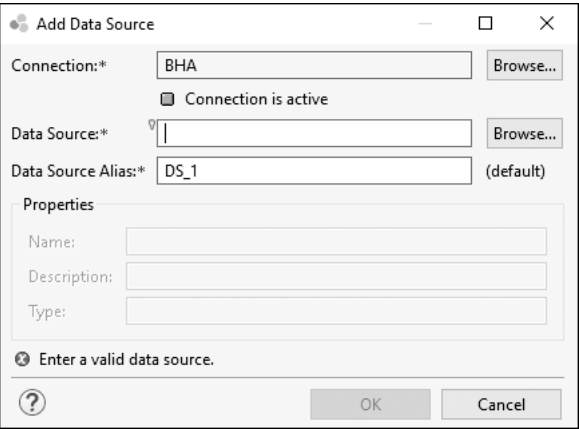 Add Data Source
Connection:* BHA Browse...
Connection is active
Data Source:* Browse...
Data Source Alias:* DS_1 (default)
Properties
Name:
Description:
Type:
Enter a valid data source.
? OK Cancel